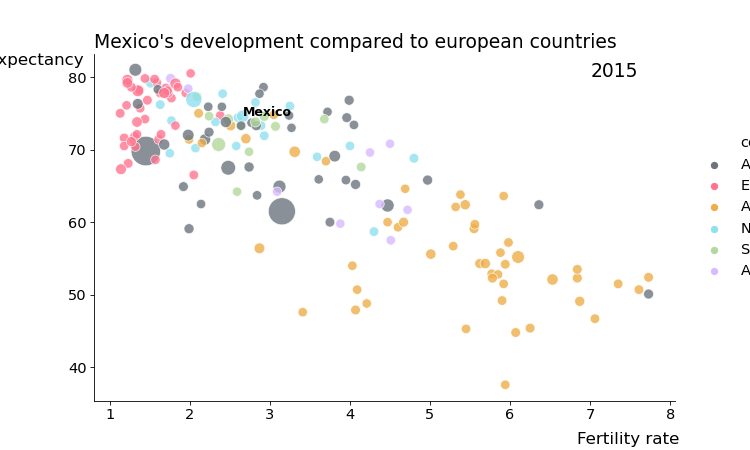 Mexico's development compared to european countries
expectancy
2015
80
70
60
50
40
Mexico
1 2 3 4 5 6 7 8
Fertility rate
co
A
E
A
N
S
A